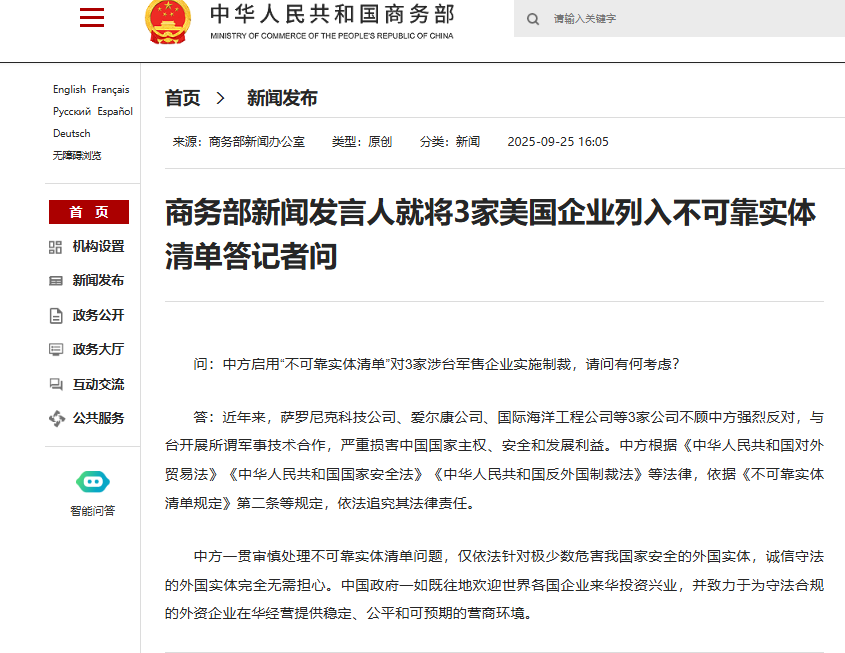 中华人民共和国商务部
MINISTRY OF COMMERCE OF THE PEOPLE'S REPUBLIC OF CHINA
请输入关键字
English Français
Русский Español
Deutsch
无障碍浏览
首 页
机构设置
新闻发布
政务公开
政务大厅
互动交流
公共服务
智能问答
首页 > 新闻发布
来源：商务部新闻办公室 类型：原创 分类：新闻 2025-09-25 16:05
商务部新闻发言人就将3家美国企业列入不可靠实体
清单答记者问
问：中方启用“不可靠实体清单”对3家涉台军售企业实施制裁，请问有何考虑？
答：近年来，萨罗尼克科技公司、爱尔康公司、国际海洋工程公司等3家公司不顾中方强烈反对，与
台开展所谓军事技术合作，严重损害中国国家主权、安全和发展利益。中方根据《中华人民共和国对外
贸易法》《中华人民共和国国家安全法》《中华人民共和国反外国制裁法》等法律，依据《不可靠实体
清单规定》第二条等规定，依法追究其法律责任。
中方一贯审慎处理不可靠实体清单问题，仅依法针对极少数危害我国家安全的外国实体，诚信守法
的外国实体完全无需担心。中国政府一如既往地欢迎世界各国企业来华投资兴业，并致力于为守法合规
的外资企业在华经营提供稳定、公平和可预期的营商环境。